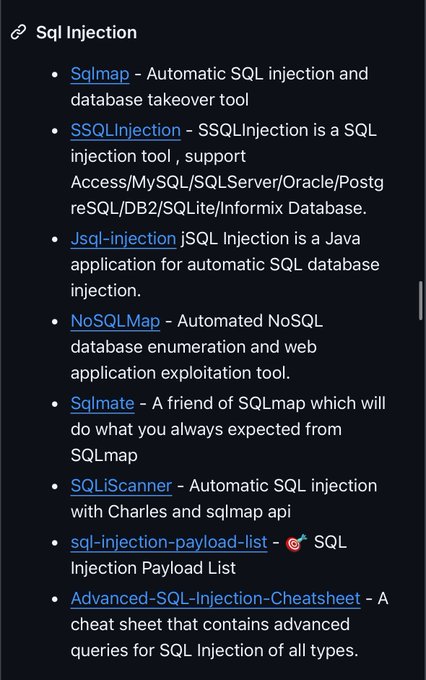 Sql Injection
Sqlmap - Automatic SQL injection and
database takeover tool
SSQLInjection - SSQLInjection is a SQL
injection tool , support
Access/MySQL/SQLServer/Oracle/Postg
reSQL/DB2/SQLite/Informix Database.
Jsql-injection jSQL Injection is a Java
application for automatic SQL database
injection.
NoSQLMap - Automated NoSQL
database enumeration and web
application exploitation tool.
Sqlmate - A friend of SQLmap which will
do what you always expected from
SQLmap
SQLiScanner - Automatic SQL injection
with Charles and sqlmap api
sql-injection-payload-list - 🎯 SQL
Injection Payload List
Advanced-SQL-Injection-Cheatsheet - A
cheat sheet that contains advanced
queries for SQL Injection of all types.